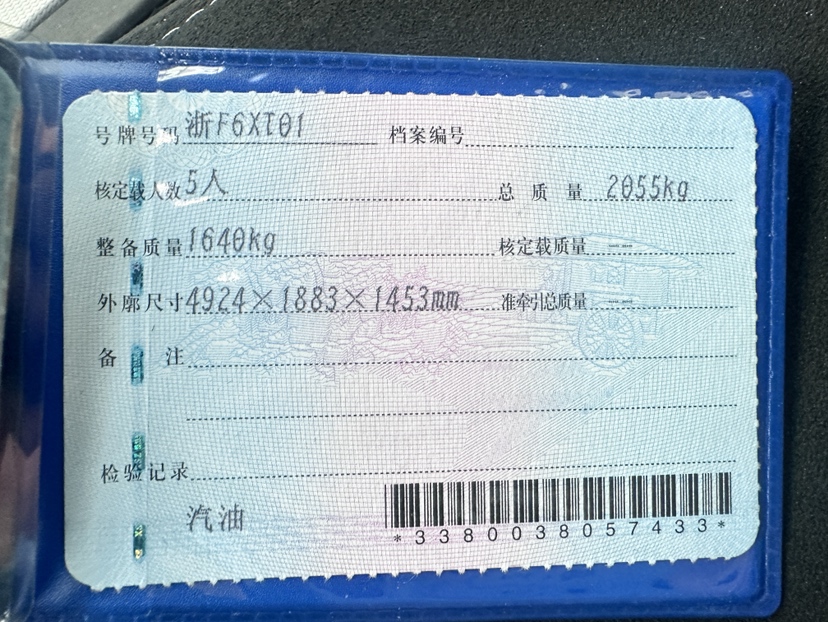 号牌号码 浙F6XT01 档案编号
核定载人数 5人 总质量 2055kg
整备质量 1640kg 核定载质量 ——
外廓尺寸 4924×1883×1453mm 准牵引总质量 ——
备注
检验记录
汽油
*3380038057433*